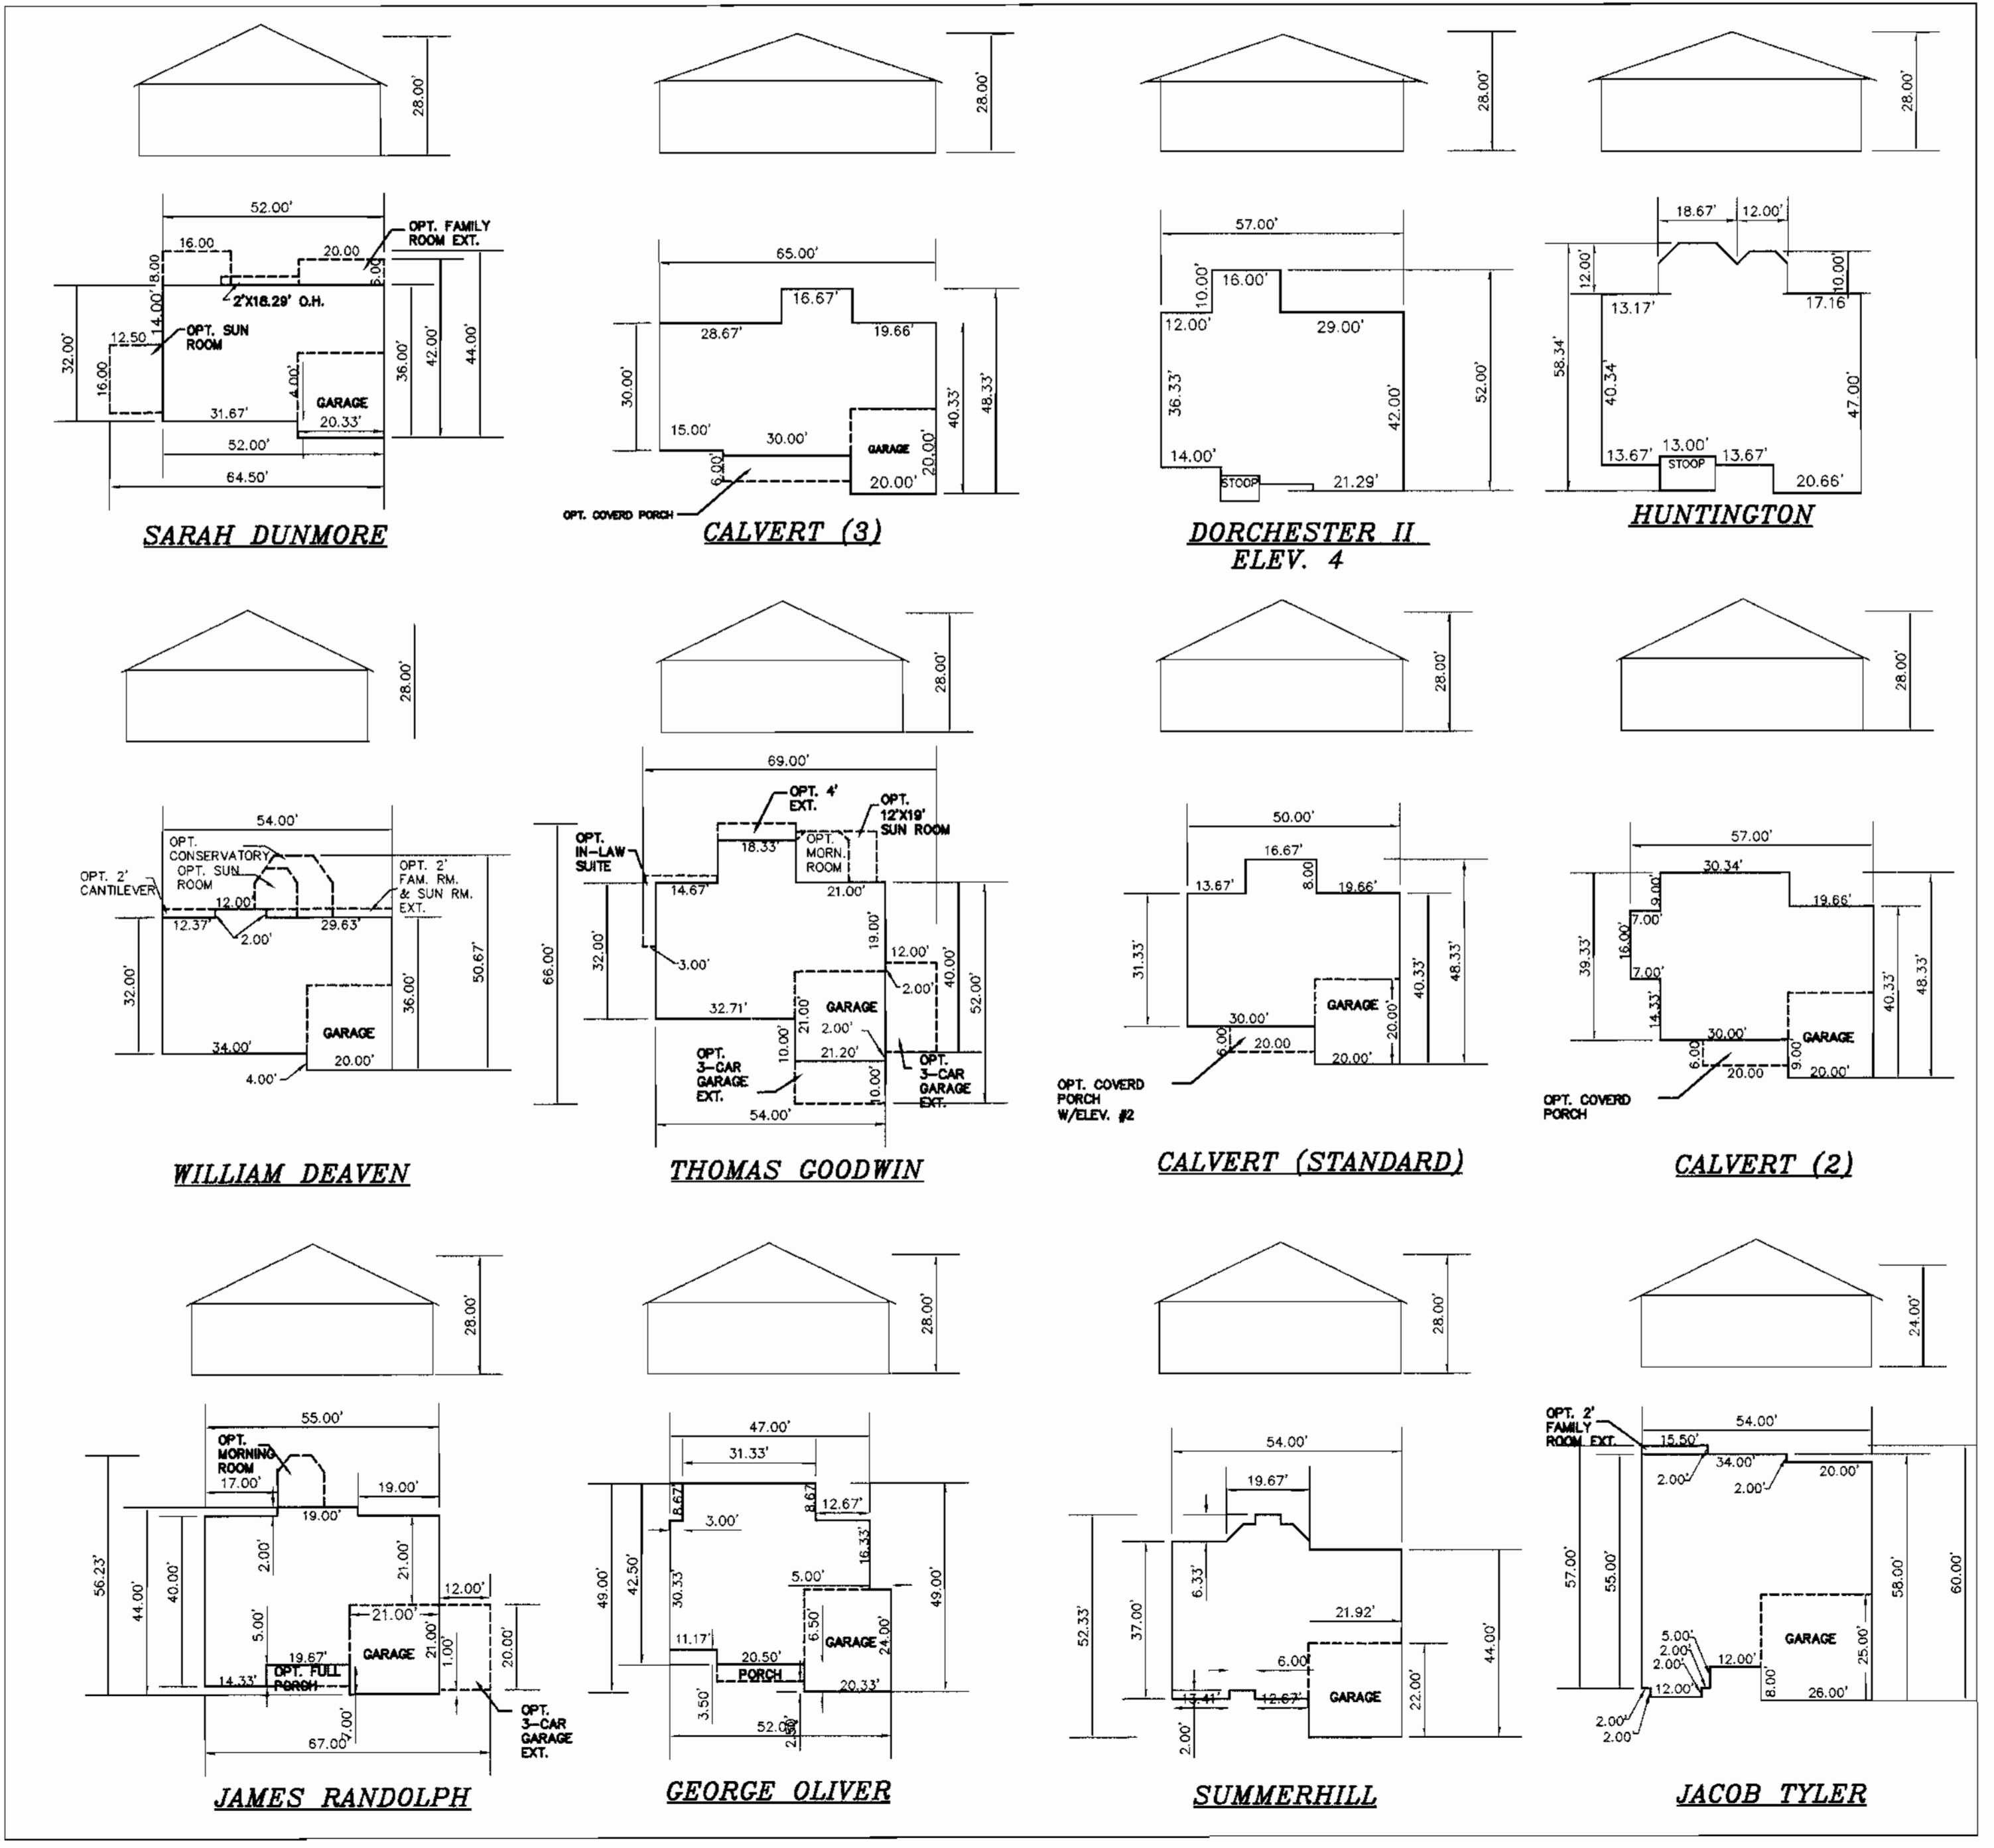 28.00'
28.00'
28.00'
28.00'
52.00'
OPT. FAMILY
ROOM EXT.
16.00
20.00
8.00
6.00
2'X18.29' O.H.
14.00'
OPT. SUN
ROOM
12.50
32.00'
16.00
4.00'
36.00'
42.00'
44.00'
GARAGE
31.67'
20.33'
52.00'
64.50'
SARAH DUNMORE
65.00'
16.67'
28.67'
19.66'
30.00'
40.33'
48.33'
15.00'
30.00'
6.00'
GARAGE
20.00'
20.00'
OPT. COVERD PORCH
CALVERT (3)
57.00'
10.00'
16.00'
12.00'
29.00'
36.33'
42.00'
52.00'
14.00'
STOOP
21.29'
DORCHESTER II
ELEV. 4
18.67'
12.00'
12.00'
10.00'
13.17'
17.16'
58.34'
40.34'
47.00'
13.67'
13.00'
STOOP
13.67'
20.66'
HUNTINGTON
28.00'
28.00'
28.00'
28.00'
54.00'
OPT.
CONSERVATORY
OPT. SUN
ROOM
OPT. 2'
CANTILEVER
OPT. 2'
FAM. RM.
& SUN RM.
EXT.
12.00'
12.37'
2.00'
29.63'
32.00'
36.00'
50.67'
GARAGE
34.00'
20.00'
4.00'
WILLIAM DEAVEN
69.00'
OPT. 4'
EXT.
OPT.
12'X19'
SUN ROOM
OPT.
IN-LAW
SUITE
18.33'
OPT.
MORN.
ROOM
14.67'
21.00'
66.00'
32.00'
3.00'
19.00'
12.00'
40.00'
52.00'
2.00'
GARAGE
32.71'
21.00'
2.00'
10.00'
21.20'
OPT.
3-CAR
GARAGE
EXT.
10.00'
OPT.
3-CAR
GARAGE
EXT.
54.00'
THOMAS GOODWIN
50.00'
16.67'
8.00
13.67'
19.66'
31.33'
40.33'
48.33'
GARAGE
20.00'
30.00'
6.00
20.00
20.00'
OPT. COVERD
PORCH
W/ELEV. #2
CALVERT (STANDARD)
57.00'
30.34'
9.00'
19.66'
7.00'
16.00'
39.33'
7.00'
14.33'
40.33'
48.33'
30.00'
GARAGE
6.00
9.00'
20.00
20.00'
OPT. COVERD
PORCH
CALVERT (2)
28.00'
28.00'
28.00'
24.00'
55.00'
OPT.
MORNING
ROOM
17.00'
19.00'
19.00'
2.00'
21.00'
56.23'
44.00'
40.00'
12.00'
21.00'
5.00'
21.00'
1.00'
20.00'
GARAGE
19.67'
OPT. FULL
PORCH
14.33'
7.00'
OPT.
3-CAR
GARAGE
EXT.
67.00'
JAMES RANDOLPH
47.00'
31.33'
8.67'
8.67'
12.67'
3.00'
16.33'
49.00'
42.50'
30.33'
5.00'
49.00'
6.50'
24.00'
GARAGE
11.17'
20.50'
PORCH
20.33'
3.50'
GEORGE OLIVER
54.00'
19.67'
6.33'
52.33'
37.00'
21.92'
44.00'
6.00'
GARAGE
22.00'
13.41'
12.67'
2.00'
SUMMERHILL
OPT. 2'
FAMILY
ROOM EXT.
54.00'
15.50'
34.00'
20.00'
2.00'
2.00'
57.00'
55.00'
58.00'
60.00'
GARAGE
25.00'
5.00'
2.00'
2.00'
12.00'
12.00'
8.00'
26.00'
2.00'
2.00'
JACOB TYLER